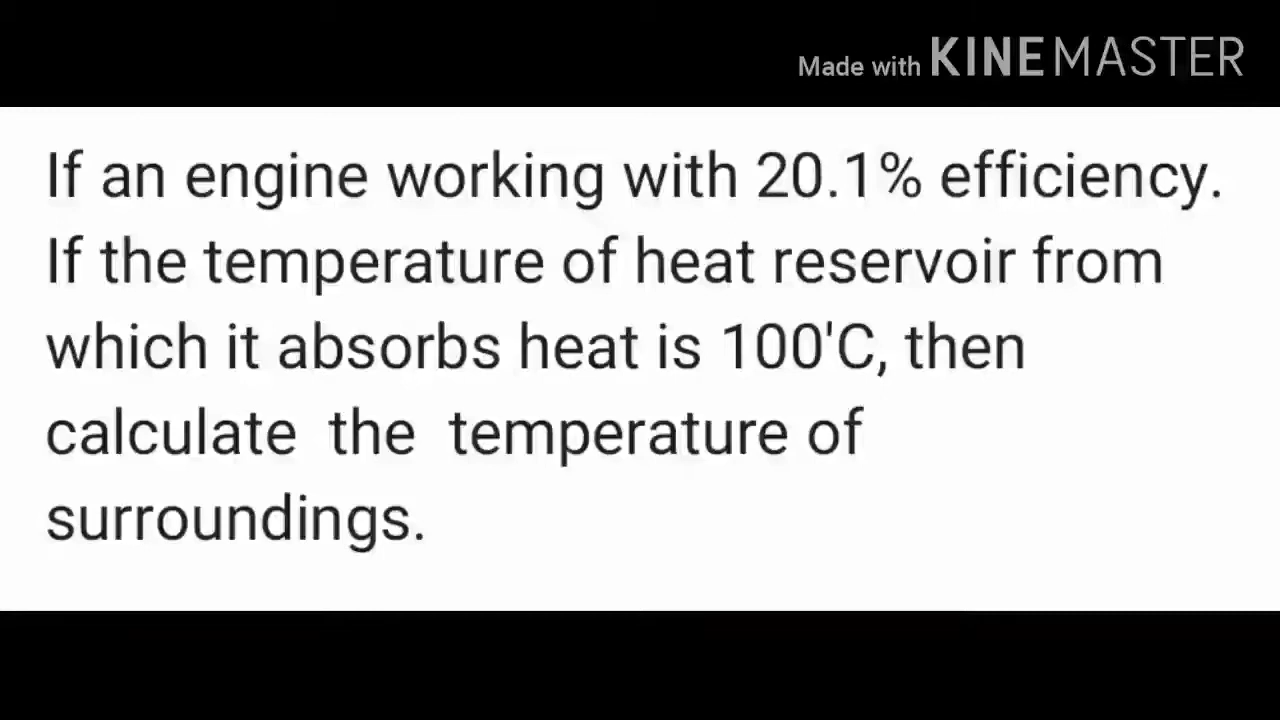 Made with KINEMASTER
If an engine working with 20.1% efficiency.
If the temperature of heat reservoir from
which it absorbs heat is 100'C, then
calculate the temperature of
surroundings.